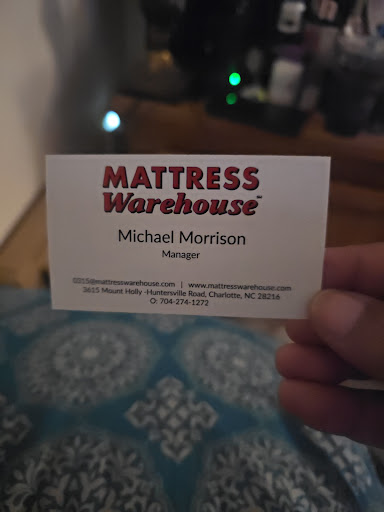 MATTRESS
Warehouse
Michael Morrison
Manager
0315@mattresswarehouse.com | www.mattresswarehouse.com
3615 Mount Holly -Huntersville Road, Charlotte, NC 28216
O: 704-274-1272